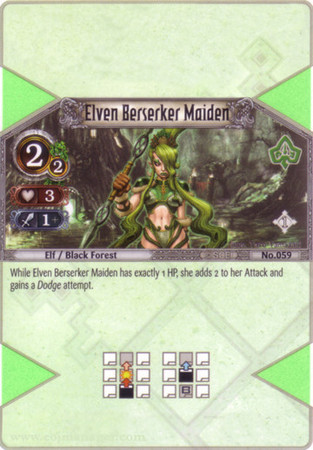 Elven Berserker Maiden
2
2
3
1
1
Elf / Black Forest
No.059
While Elven Berserker Maiden has exactly 1 HP, she adds 2 to her Attack and
gains a Dodge attempt.